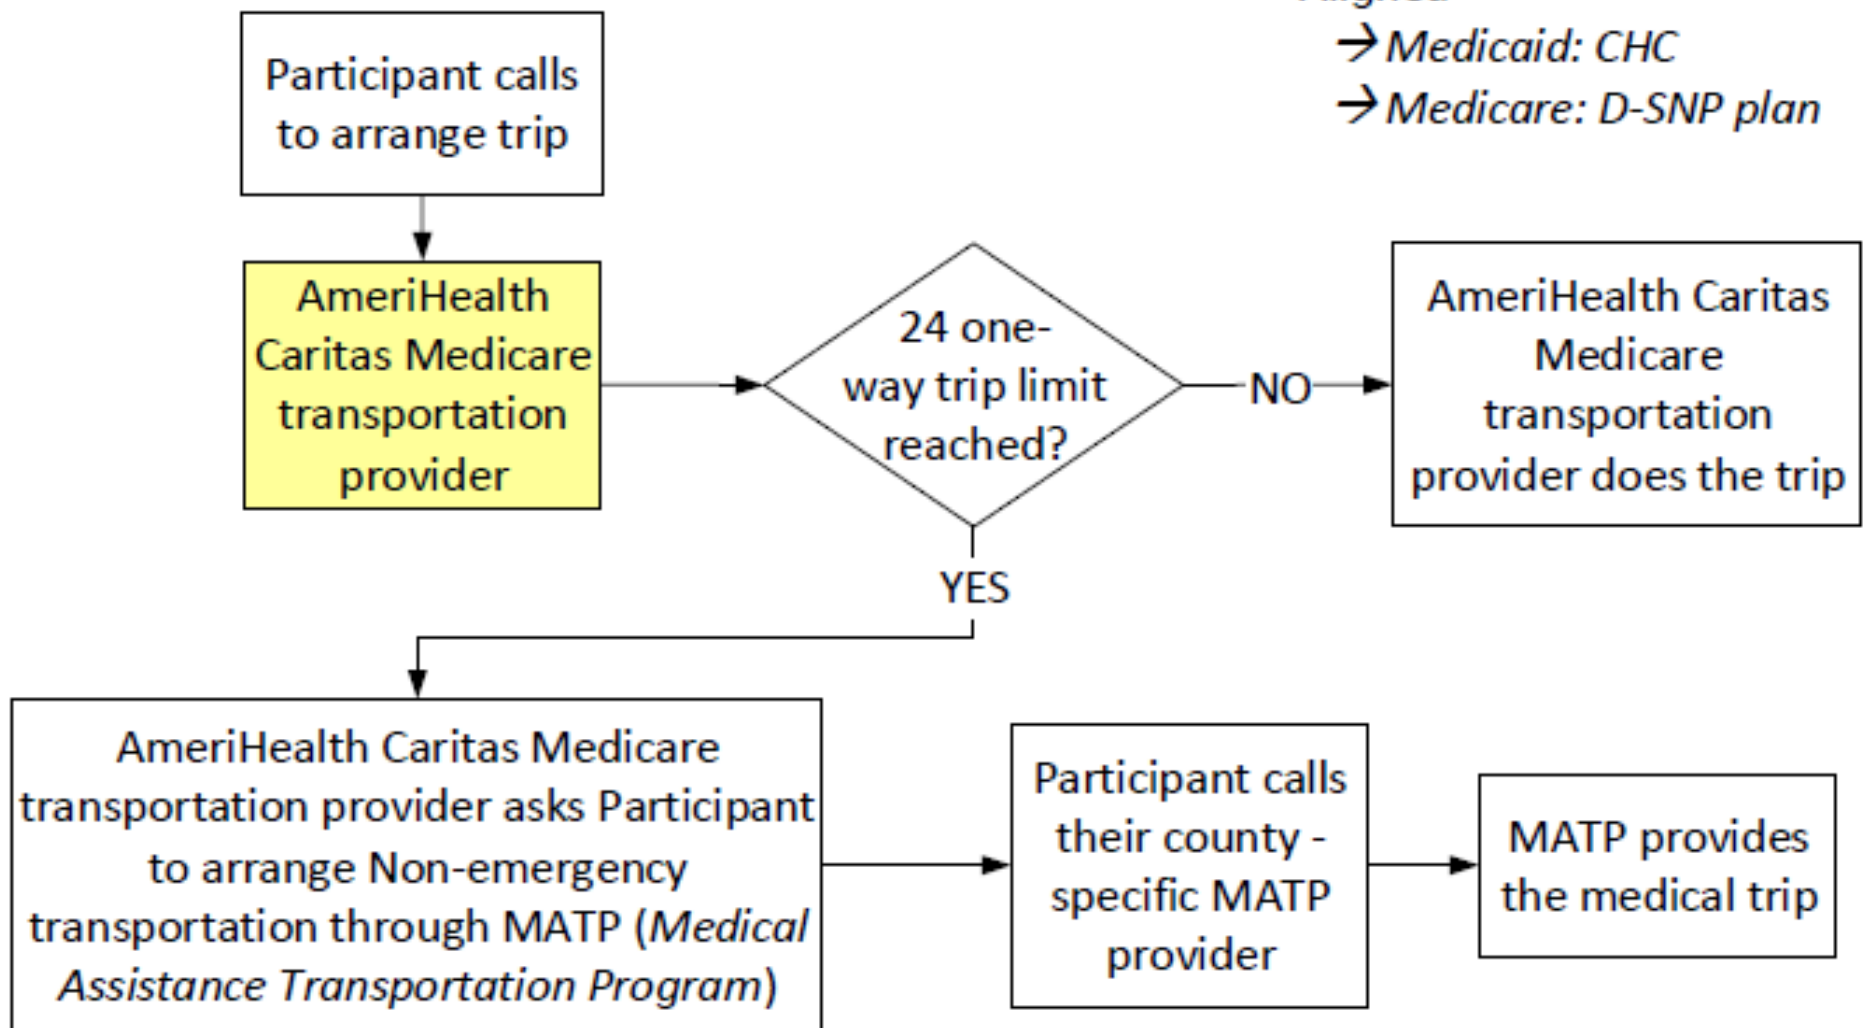 Aligned
→ Medicaid: CHC
→ Medicare: D-SNP plan
Participant calls
to arrange trip
AmeriHealth
Caritas Medicare
transportation
provider
24 one-
way trip limit
reached?
NO
AmeriHealth Caritas
Medicare
transportation
provider does the trip
YES
AmeriHealth Caritas Medicare
transportation provider asks Participant
to arrange Non-emergency
transportation through MATP (Medical
Assistance Transportation Program)
Participant calls
their county -
specific MATP
provider
MATP provides
the medical trip